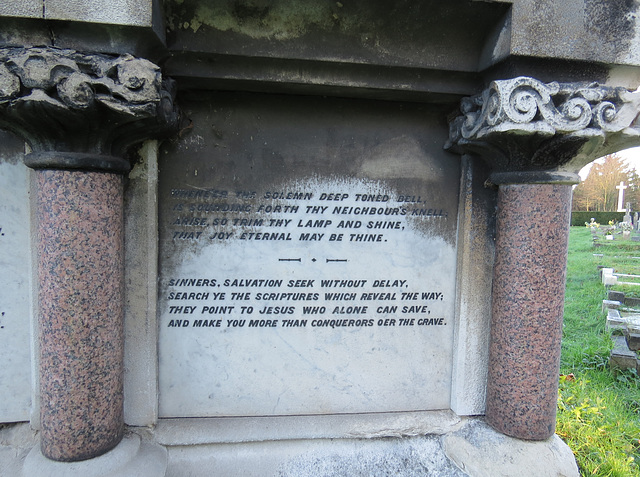 WHENE'ER THE SOLEMN DEEP TONED BELL,
IS SOUNDING FORTH THY NEIGHBOUR'S KNELL
ARISE, SO TRIM THY LAMP AND SHINE,
THAT JOY ETERNAL MAY BE THINE.
SINNERS, SALVATION SEEK WITHOUT DELAY,
SEARCH YE THE SCRIPTURES WHICH REVEAL THE WAY;
THEY POINT TO JESUS WHO ALONE CAN SAVE,
AND MAKE YOU MORE THAN CONQUERORS OER THE GRAVE.